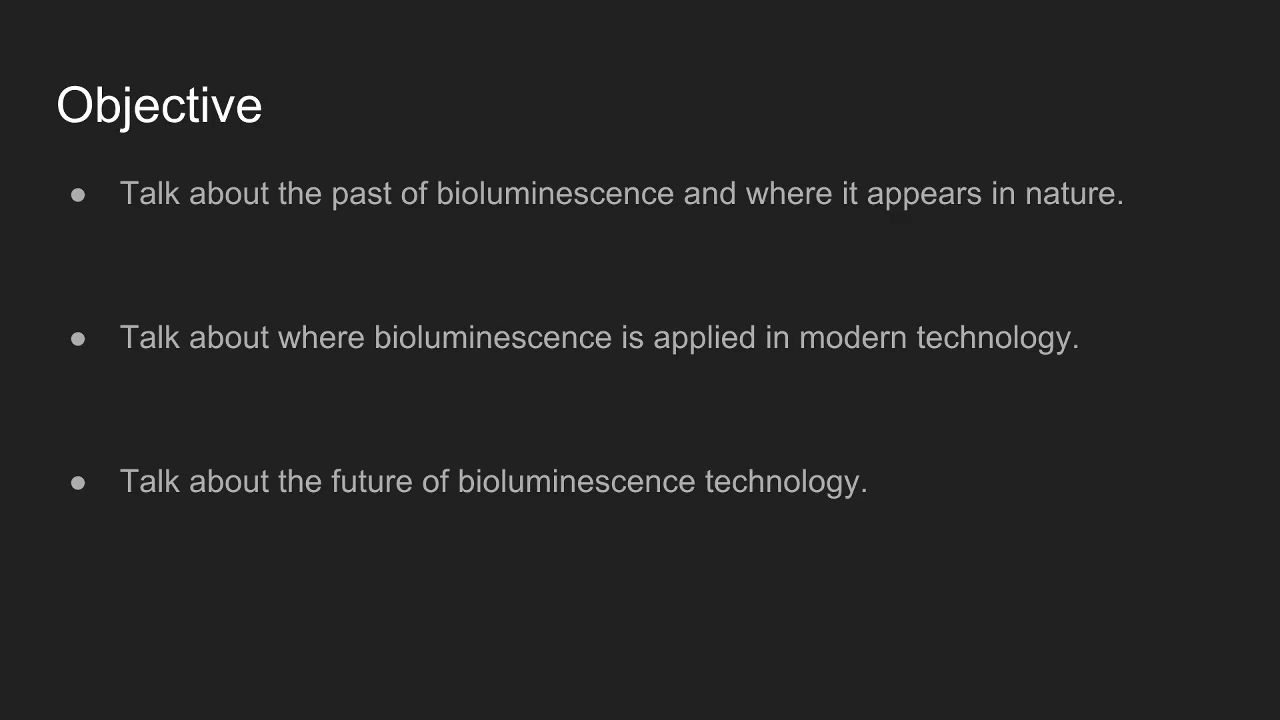 Objective
● Talk about the past of bioluminescence and where it appears in nature.
● Talk about where bioluminescence is applied in modern technology.
● Talk about the future of bioluminescence technology.